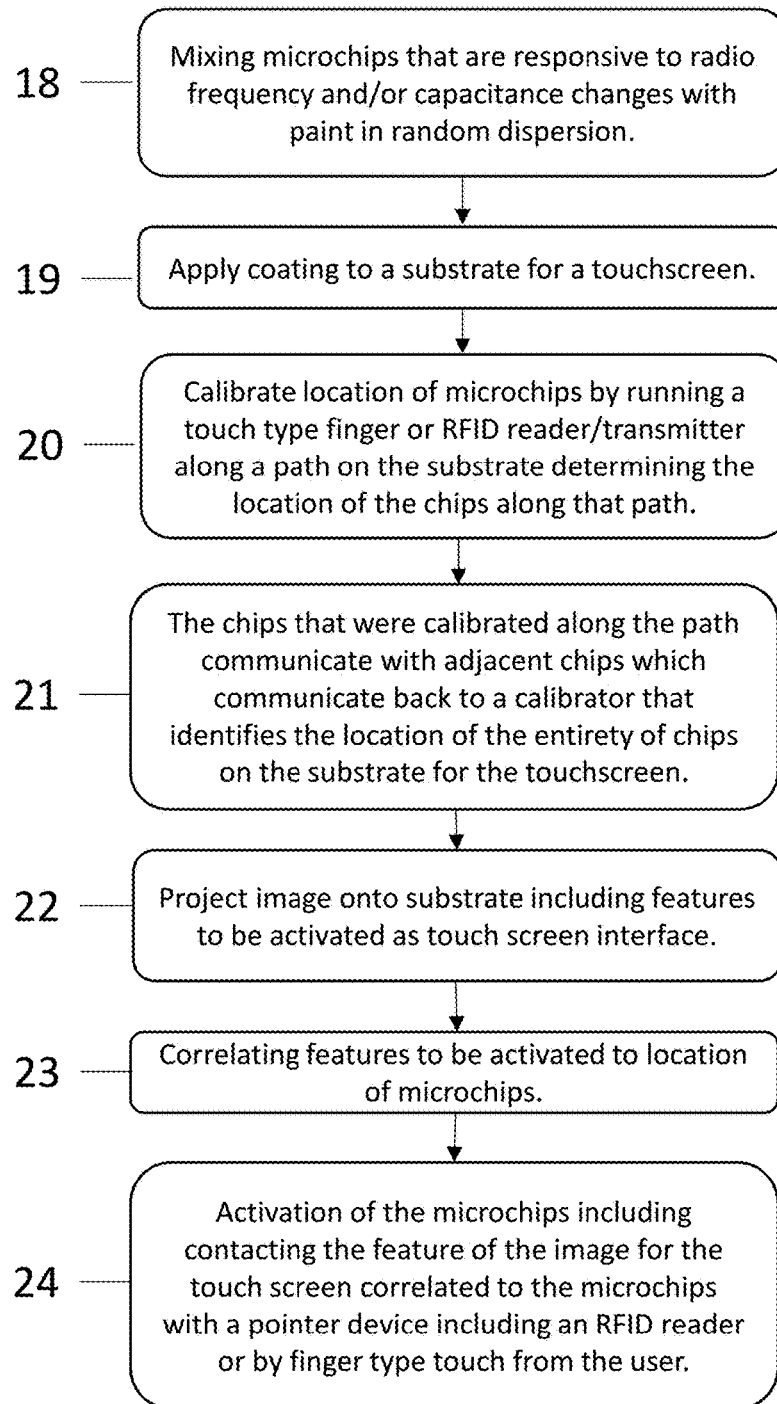 18
Mixing microchips that are responsive to radio
frequency and/or capacitance changes with
paint in random dispersion.
19
Apply coating to a substrate for a touchscreen.
20
Calibrate location of microchips by running a
touch type finger or RFID reader/transmitter
along a path on the substrate determining the
location of the chips along that path.
21
The chips that were calibrated along the path
communicate with adjacent chips which
communicate back to a calibrator that
identifies the location of the entirety of chips
on the substrate for the touchscreen.
22
Project image onto substrate including features
to be activated as touch screen interface.
23
Correlating features to be activated to location
of microchips.
24
Activation of the microchips including
contacting the feature of the image for the
touch screen correlated to the microchips
with a pointer device including an RFID reader
or by finger type touch from the user.